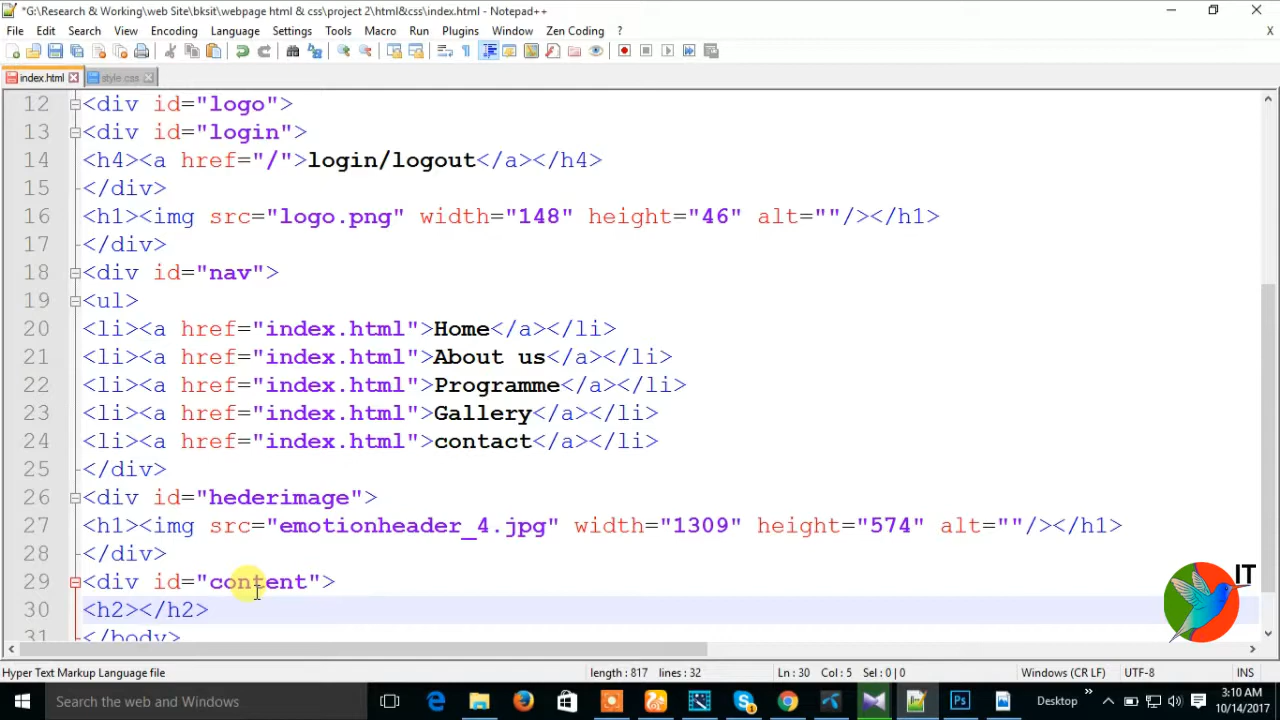 *G:\Research & Working\web Site\bksit\webpage html & css\project 2\html&css\index.html - Notepad++
File Edit Search View Encoding Language Settings Tools Macro Run Plugins Window Zen Coding ? X
index.html style.css
12 <div id="logo">
13 <div id="login">
14 <h4><a href="/">login/logout</a></h4>
15 </div>
16 <h1><img src="logo.png" width="148" height="46" alt=""/></h1>
17 </div>
18 <div id="nav">
19 <ul>
20 <li><a href="index.html">Home</a></li>
21 <li><a href="index.html">About us</a></li>
22 <li><a href="index.html">Programme</a></li>
23 <li><a href="index.html">Gallery</a></li>
24 <li><a href="index.html">contact</a></li>
25 </div>
26 <div id="hederimage">
27 <h1><img src="emotionheader_4.jpg" width="1309" height="574" alt=""/></h1>
28 </div>
29 <div id="content">
30 <h2></h2>
31 </body>
IT
Hyper Text Markup Language file length : 817 lines : 32 Ln : 30 Col : 5 Sel : 0 | 0 Windows (CR LF) UTF-8 INS
Search the web and Windows Desktop 3:10 AM
10/14/2017